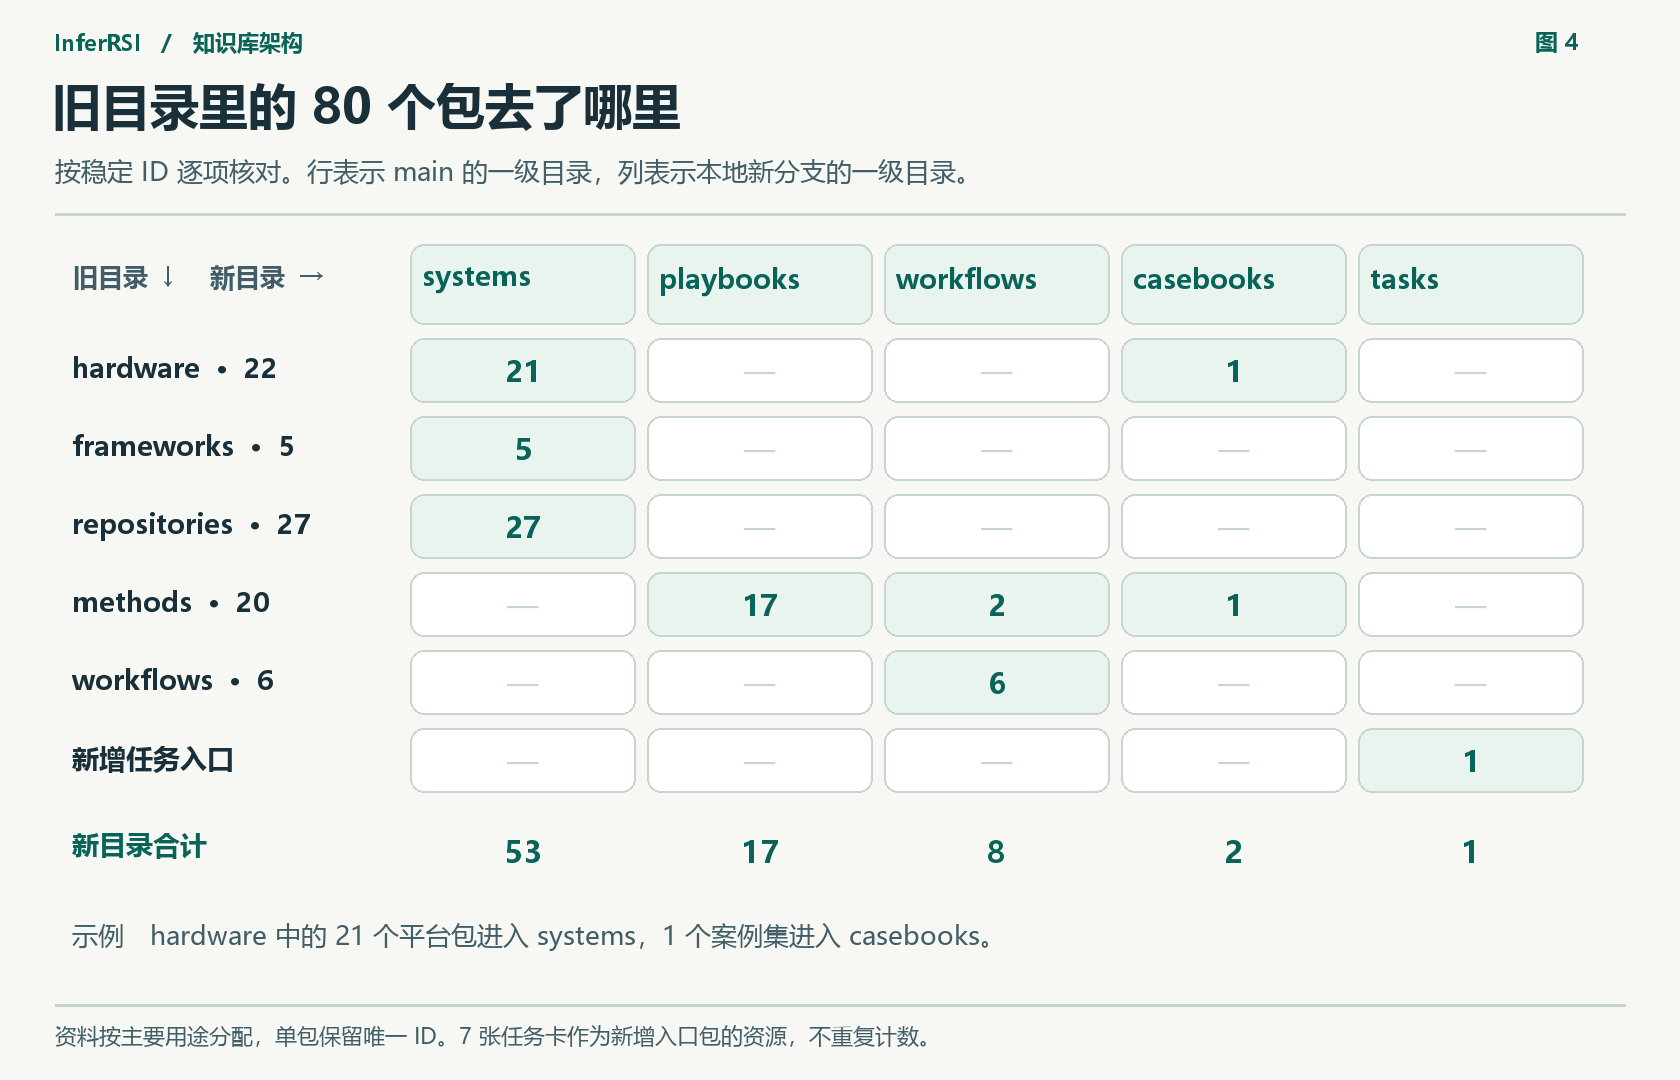 InferRSI / 知识库架构
图 4
旧目录里的 80 个包去了哪里
按稳定 ID 逐项核对。行表示 main 的一级目录，列表示本地新分支的一级目录。
旧目录 ↓ 新目录 → systems playbooks workflows casebooks tasks
hardware • 22 21 — — 1 —
frameworks • 5 5 — — — —
repositories • 27 27 — — — —
methods • 20 — 17 2 1 —
workflows • 6 — — 6 — —
新增任务入口 — — — — 1
新目录合计 53 17 8 2 1
示例 hardware 中的 21 个平台包进入 systems，1 个案例集进入 casebooks。
资料按主要用途分配，单包保留唯一 ID。7 张任务卡作为新增入口包的资源，不重复计数。